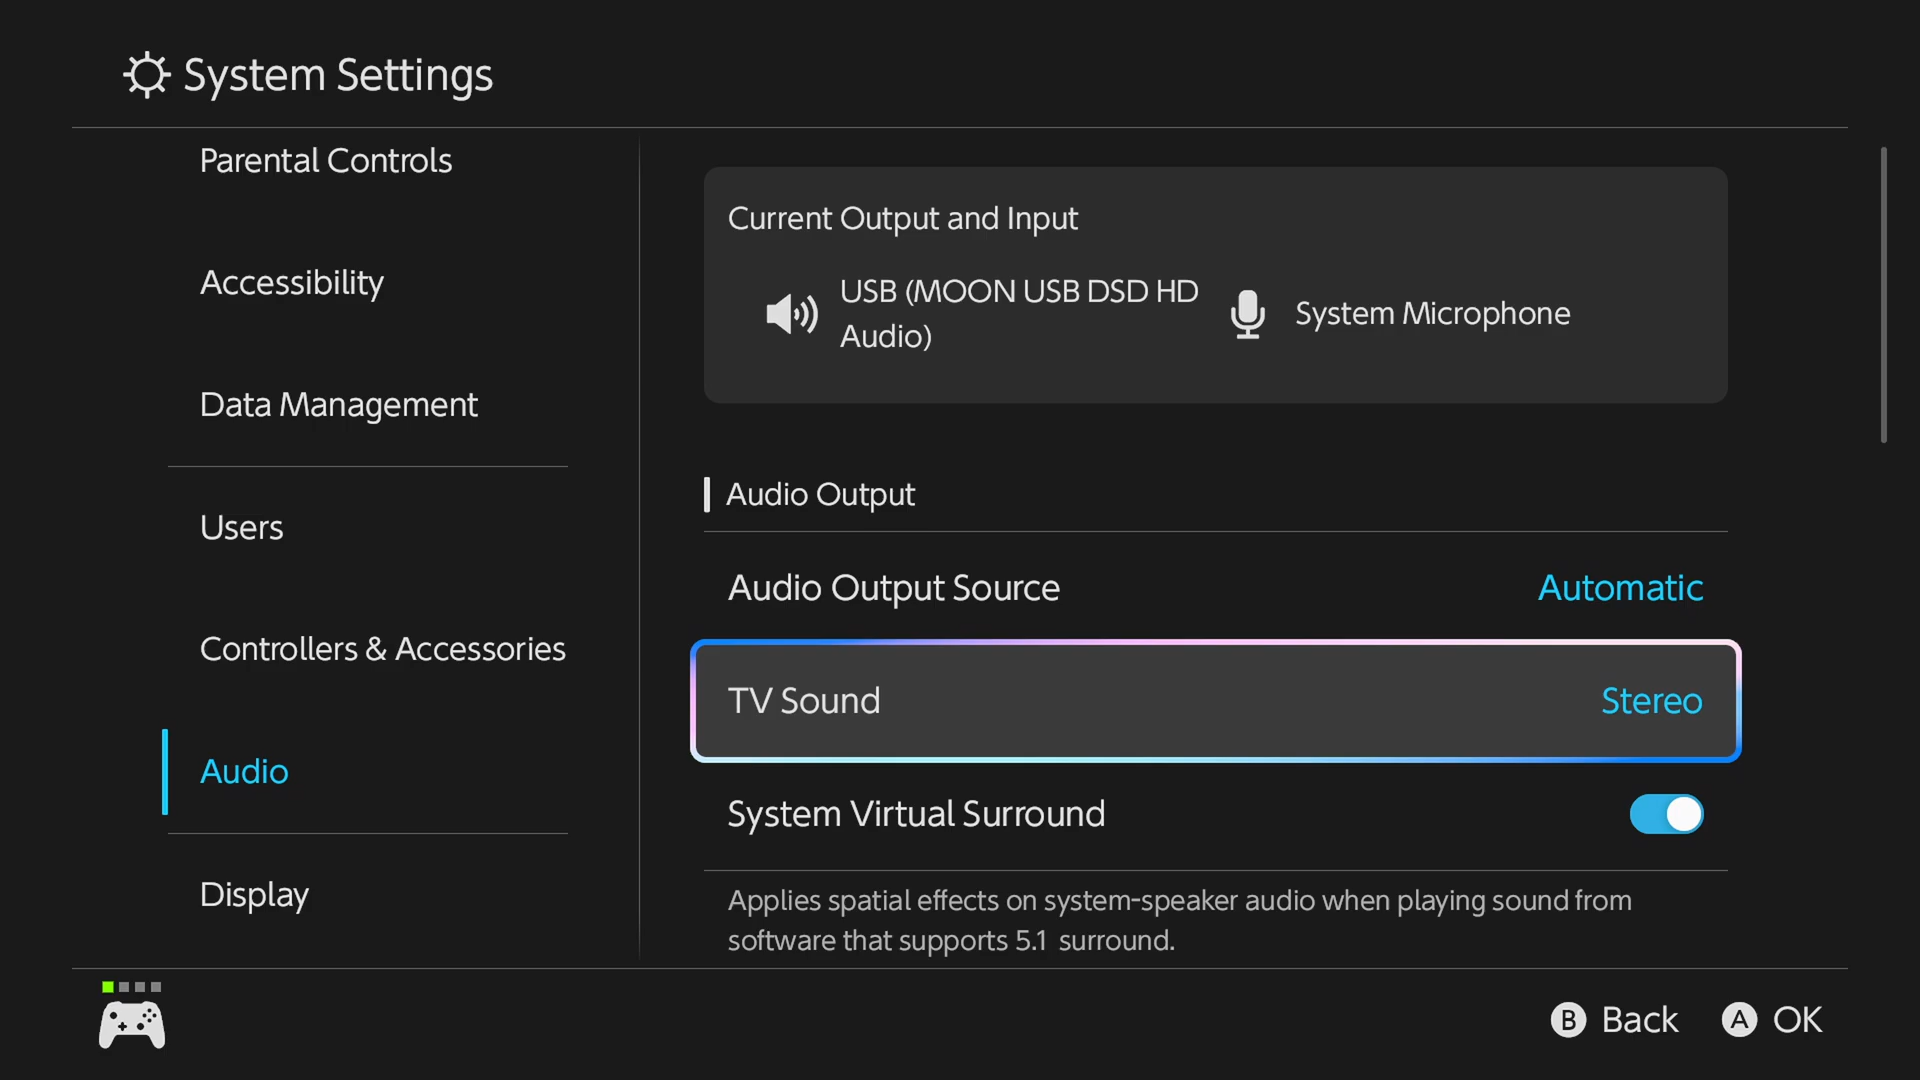 System Settings
Parental Controls
Accessibility
Data Management
Users
Controllers & Accessories
Audio
Display
Current Output and Input
USB (MOON USB DSD HD
Audio)
System Microphone
Audio Output
Audio Output Source Automatic
TV Sound Stereo
System Virtual Surround
Applies spatial effects on system-speaker audio when playing sound from
software that supports 5.1 surround.
B Back A OK